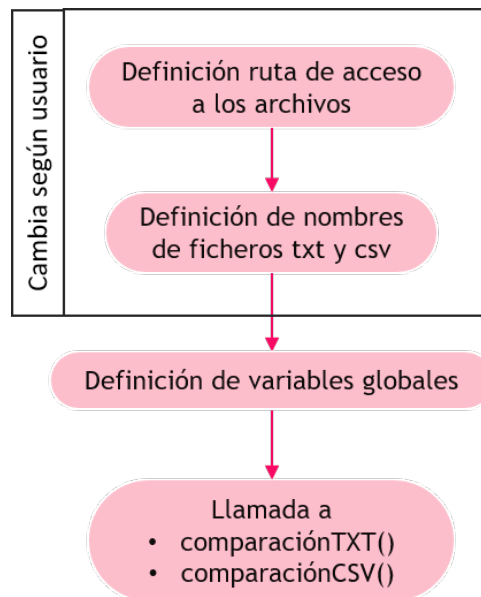 Cambia según usuario
Definición ruta de acceso
a los archivos
Definición de nombres
de ficheros txt y csv
Definición de variables globales
Llamada a
• comparaciónTXT()
• comparaciónCSV()